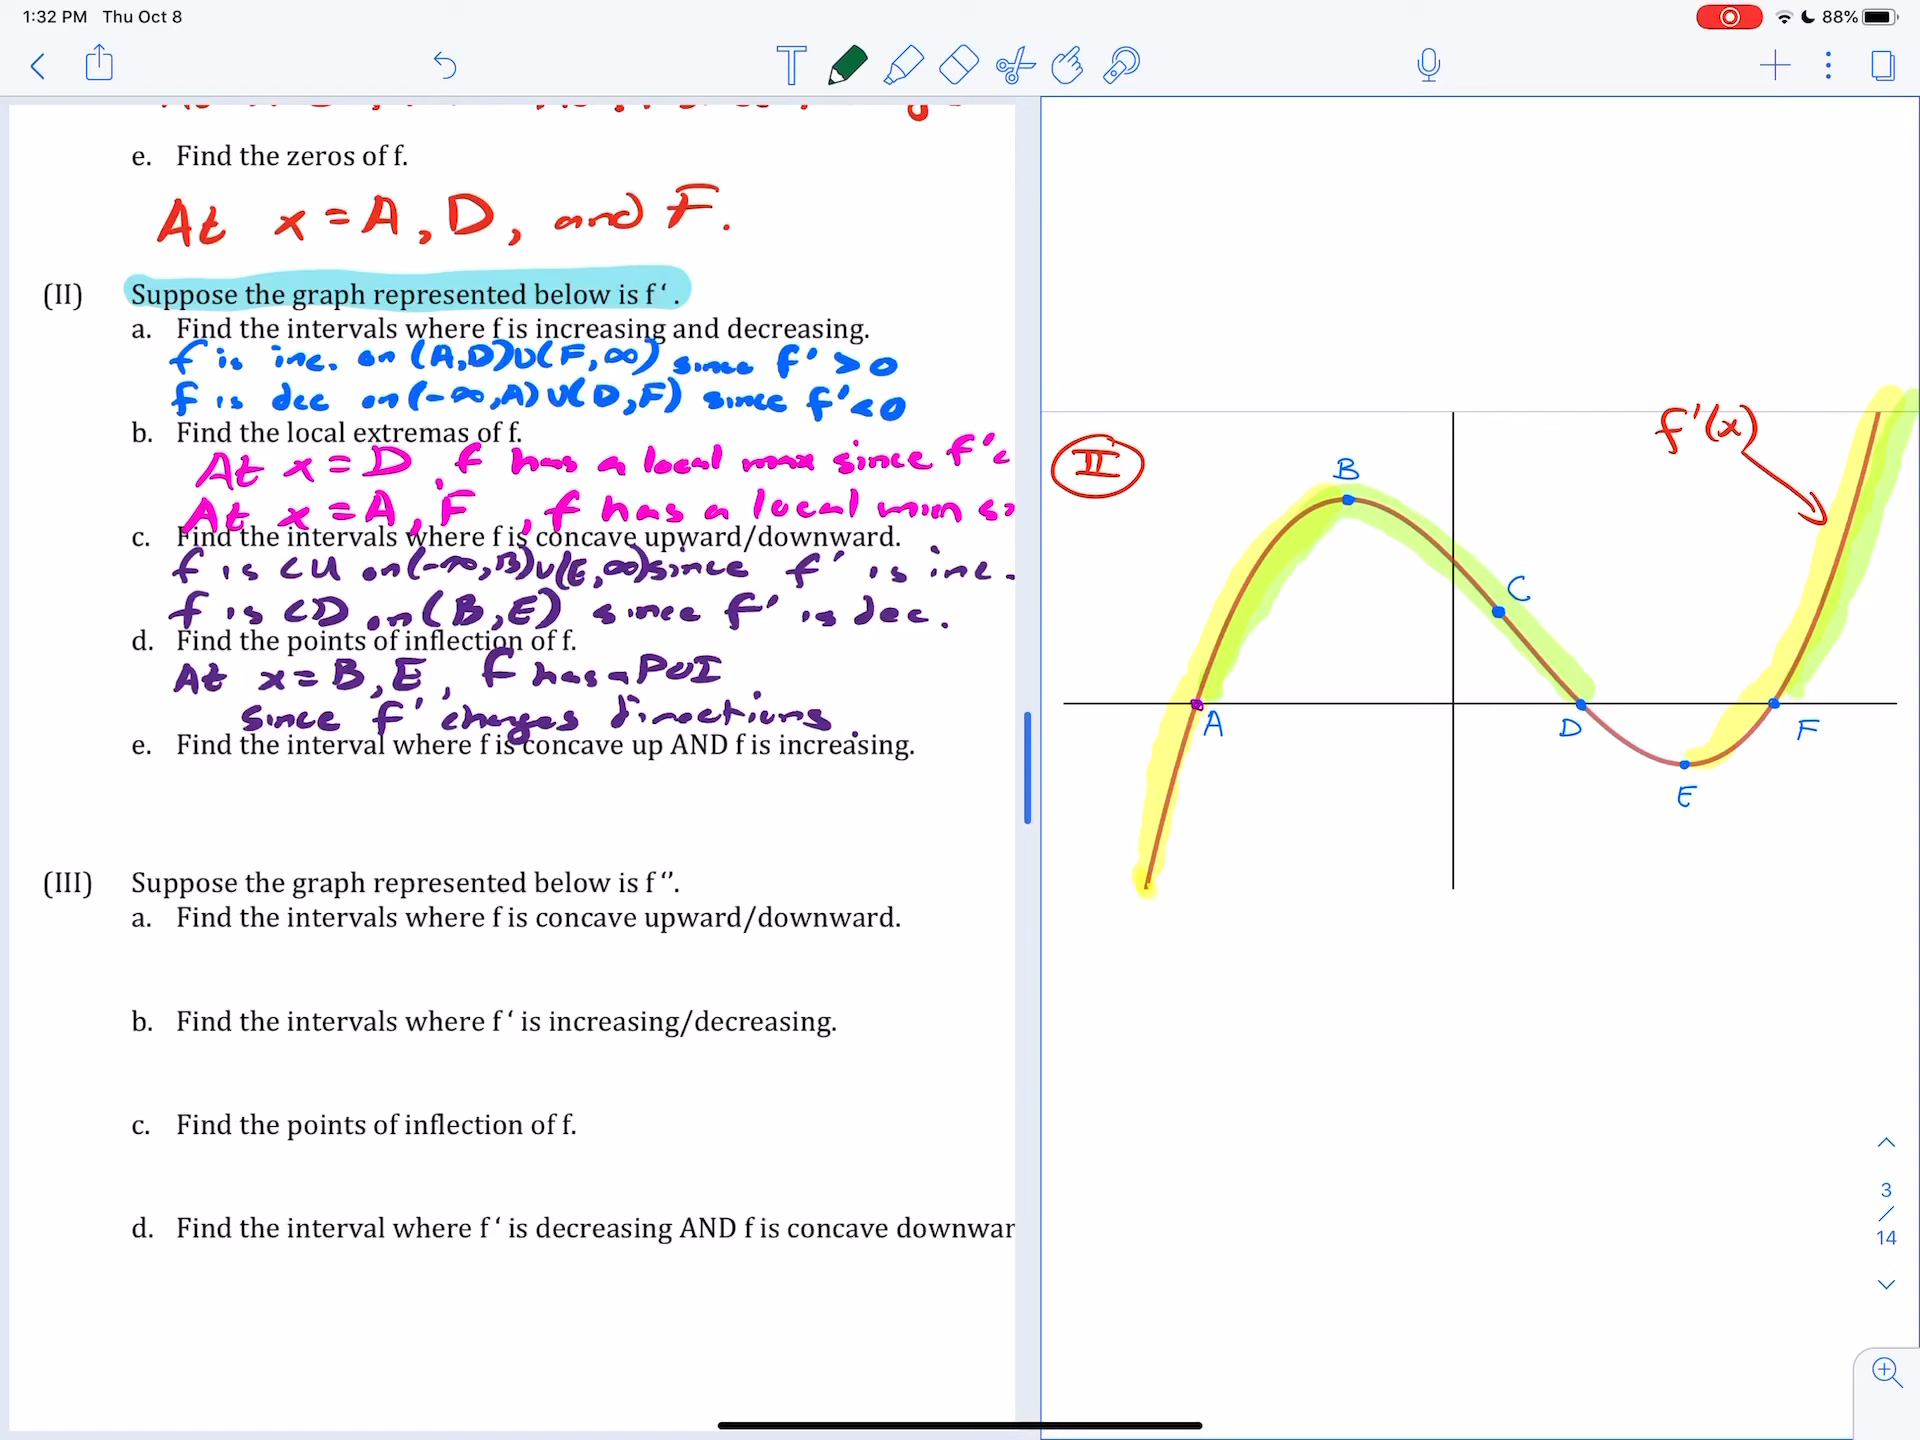 1:32 PM Thu Oct 8
88%
e. Find the zeros of f.
At x = A, D, and F.
(II) Suppose the graph represented below is f ‘ .
a. Find the intervals where f is increasing and decreasing.
f is inc. on (A,D)∪(F,∞) since f' > 0
f is dec on (-∞,A)∪(D,F) since f' < 0
b. Find the local extremas of f.
At x = D, f has a local max since f'
At x = A, F, f has a local min
c. Find the intervals where f is concave upward/downward.
f is CU on (-∞,B)∪(E,∞) since f' is inc.
f is CD on (B,E) since f' is dec.
d. Find the points of inflection of f.
At x = B, E, f has a POI
since f' changes directions.
e. Find the interval where f is concave up AND f is increasing.
(III) Suppose the graph represented below is f ‘’.
a. Find the intervals where f is concave upward/downward.
b. Find the intervals where f ‘ is increasing/decreasing.
c. Find the points of inflection of f.
d. Find the interval where f ‘ is decreasing AND f is concave downwar
II
f'(x)
B
C
A
D
F
E
3
/
14